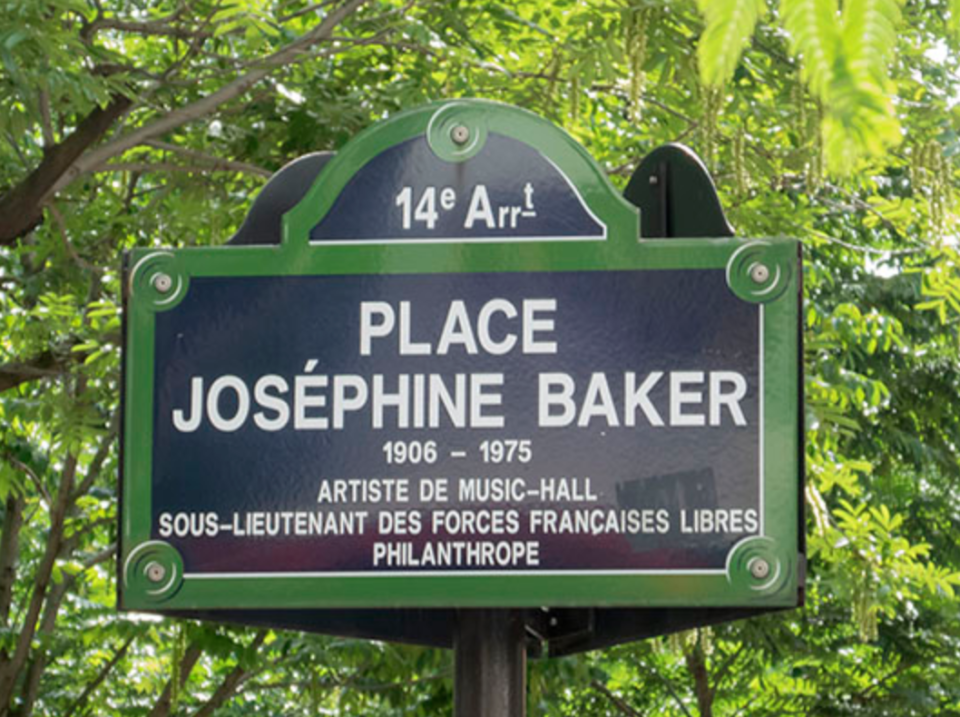 14e Arrt
PLACE
JOSÉPHINE BAKER
1906 – 1975
ARTISTE DE MUSIC-HALL
SOUS-LIEUTENANT DES FORCES FRANÇAISES LIBRES
PHILANTHROPE